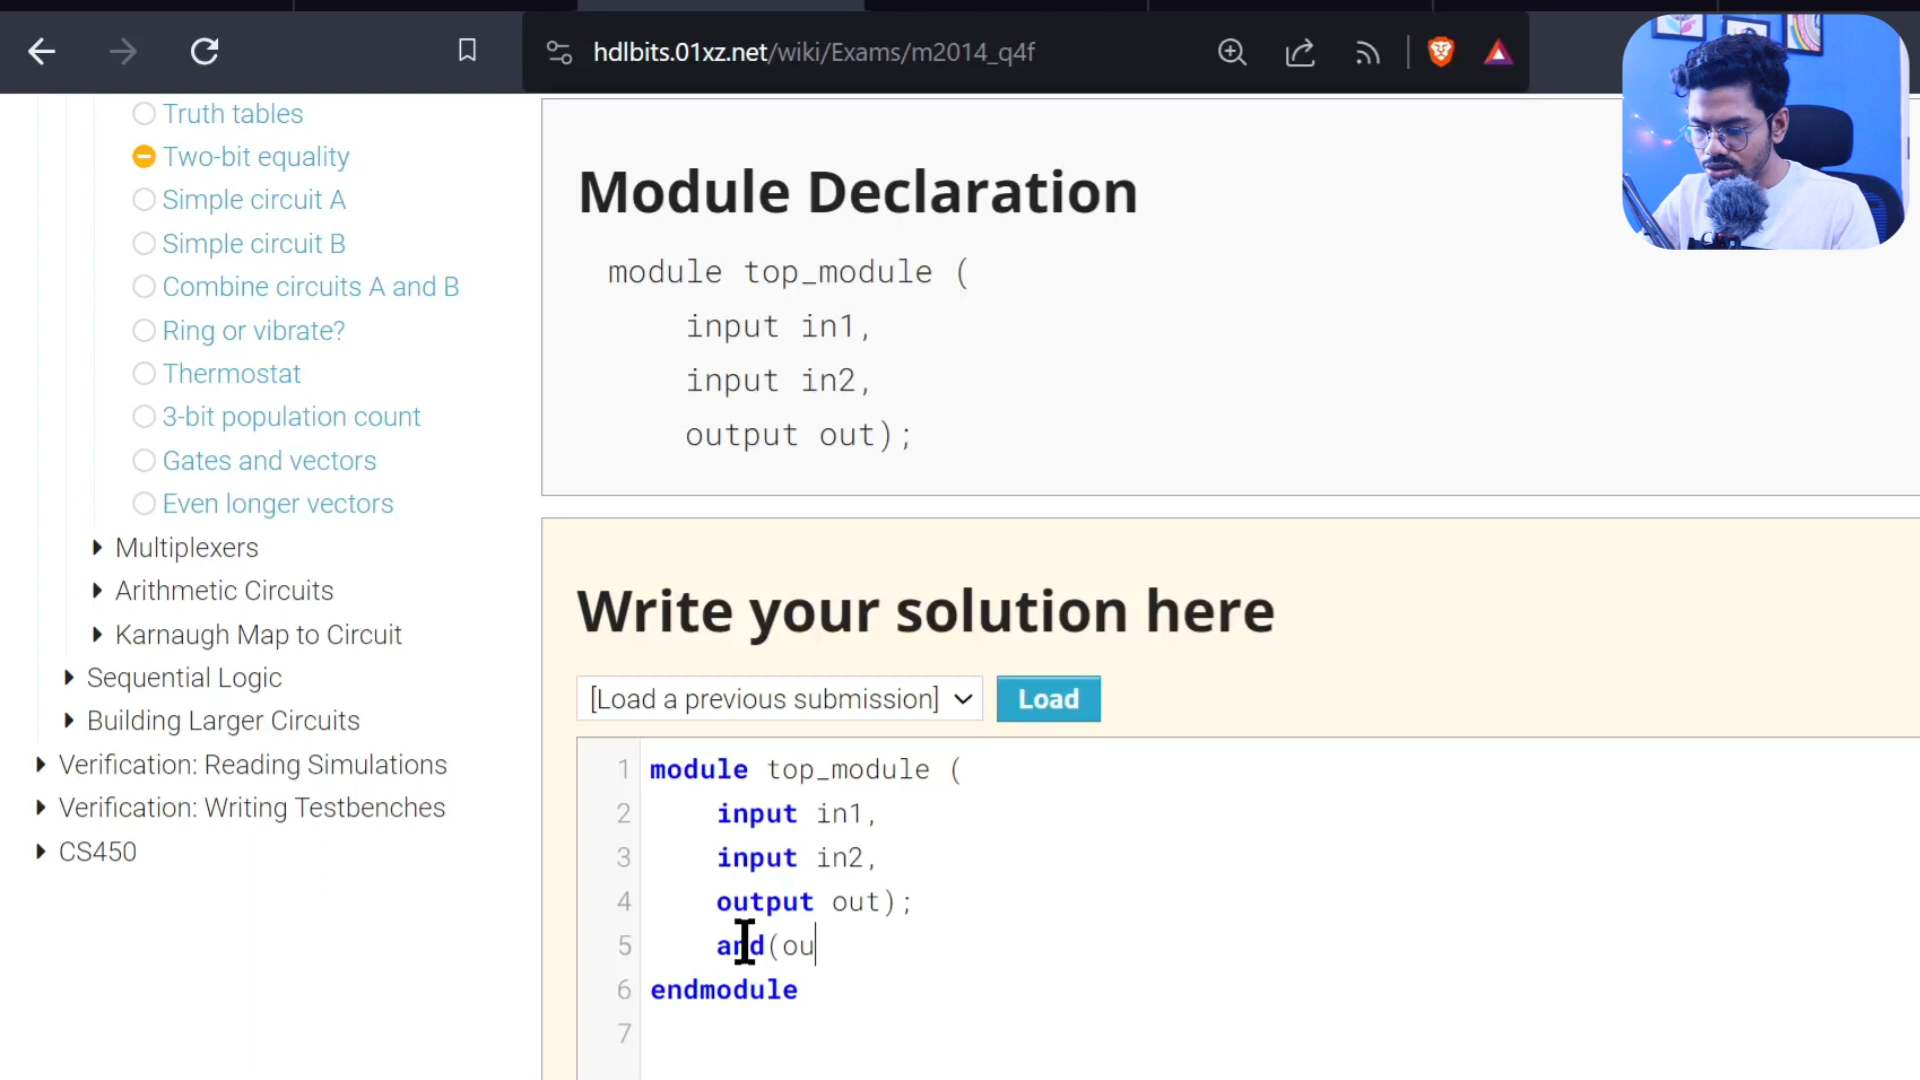 hdlbits.01xz.net/wiki/Exams/m2014_q4f
Truth tables
Two-bit equality
Simple circuit A
Simple circuit B
Combine circuits A and B
Ring or vibrate?
Thermostat
3-bit population count
Gates and vectors
Even longer vectors
Multiplexers
Arithmetic Circuits
Karnaugh Map to Circuit
Sequential Logic
Building Larger Circuits
Verification: Reading Simulations
Verification: Writing Testbenches
CS450
Module Declaration
module top_module (
input in1,
input in2,
output out);
Write your solution here
[Load a previous submission] Load
1 module top_module (
2 input in1,
3 input in2,
4 output out);
5 and(ou
6 endmodule
7